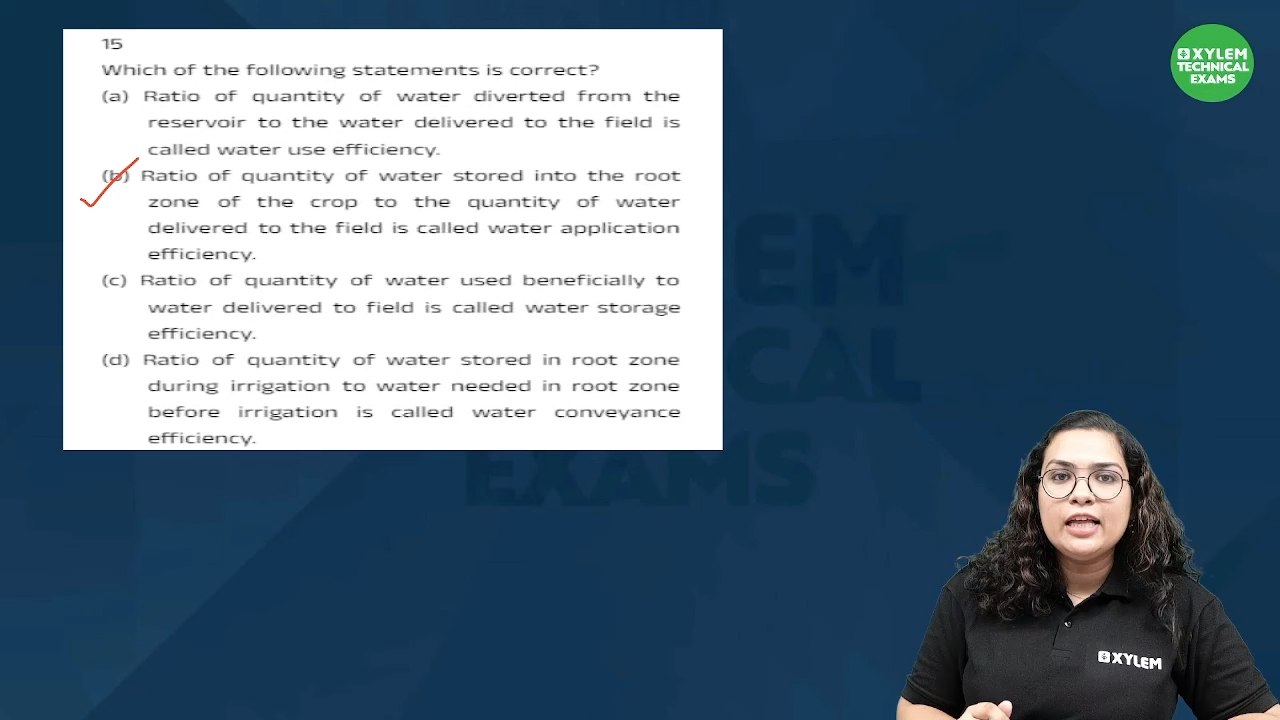 15
Which of the following statements is correct?
(a) Ratio of quantity of water diverted from the
reservoir to the water delivered to the field is
called water use efficiency.
(b) Ratio of quantity of water stored into the root
zone of the crop to the quantity of water
delivered to the field is called water application
efficiency.
(c) Ratio of quantity of water used beneficially to
water delivered to field is called water storage
efficiency.
(d) Ratio of quantity of water stored in root zone
during irrigation to water needed in root zone
before irrigation is called water conveyance
efficiency.
XYLEM
TECHNICAL
EXAMS
EM
CAL
EXAMS
XYLEM